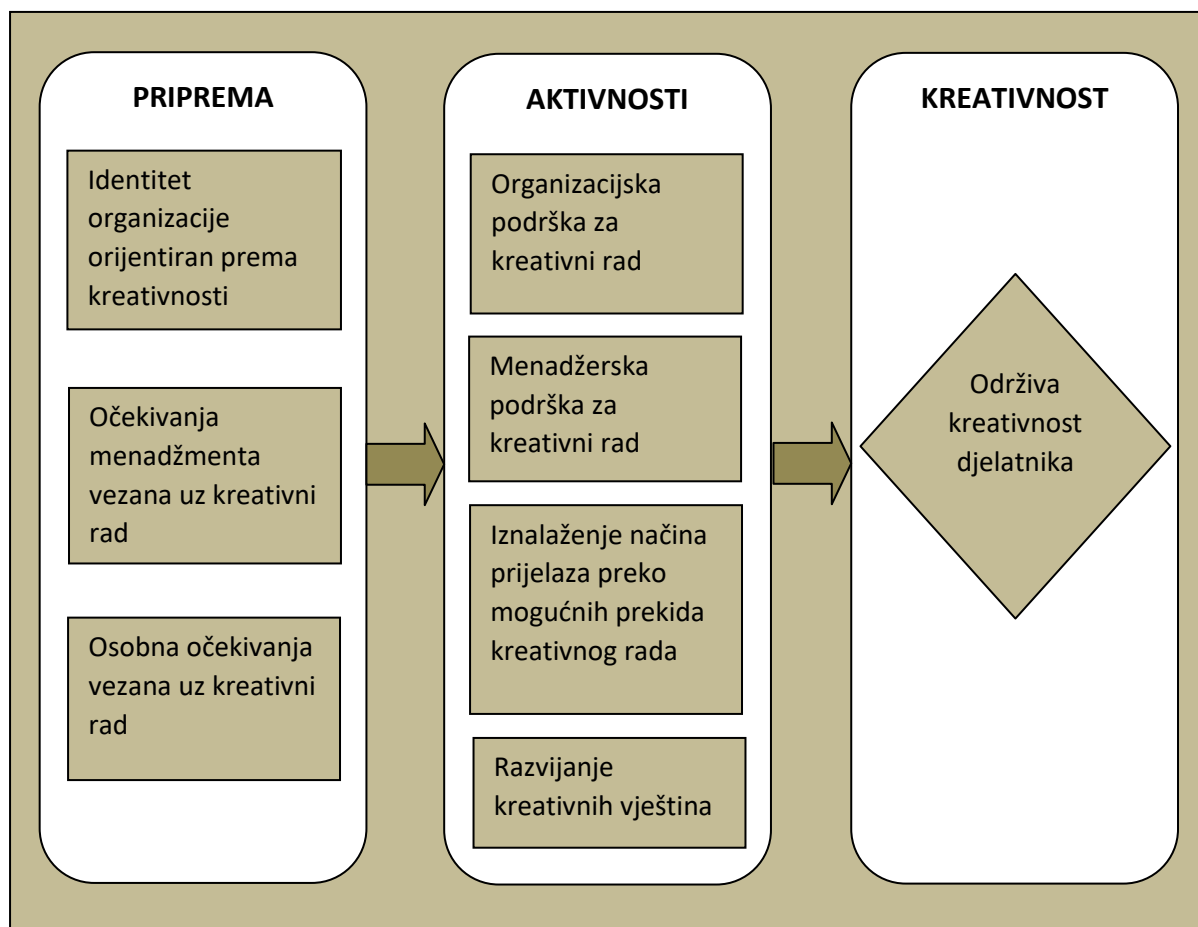 PRIPREMA
Identitet
organizacije
orijentiran prema
kreativnosti
Očekivanja
menadžmenta
vezana uz kreativni
rad
Osobna očekivanja
vezana uz kreativni
rad
AKTIVNOSTI
Organizacijska
podrška za
kreativni rad
Menadžerska
podrška za
kreativni rad
Iznalaženje načina
prijelaza preko
mogućnih prekida
kreativnog rada
Razvijanje
kreativnih vještina
KREATIVNOST
Održiva
kreativnost
djelatnika